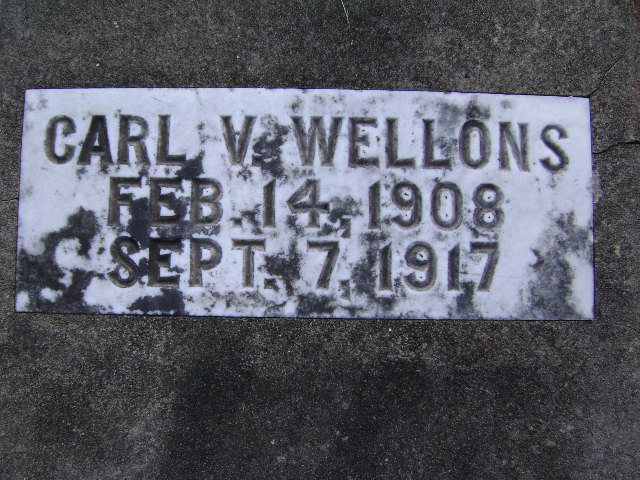 CARL V. WELLONS
FEB. 14, 1908
SEPT. 7, 1917